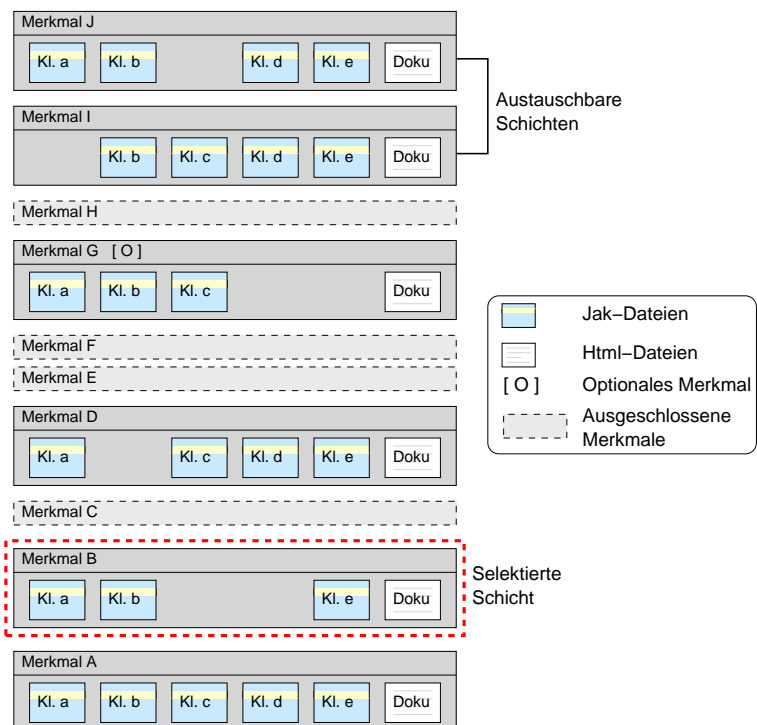 Merkmal J
Kl. a Kl. b Kl. d Kl. e Doku
Austauschbare
Schichten
Merkmal I
Kl. b Kl. c Kl. d Kl. e Doku
Merkmal H
Merkmal G [ O ]
Kl. a Kl. b Kl. c Doku
Merkmal F
Merkmal E
Merkmal D
Kl. a Kl. c Kl. d Kl. e Doku
Merkmal C
Merkmal B
Kl. a Kl. b Kl. e Doku
Selektierte
Schicht
Merkmal A
Kl. a Kl. b Kl. c Kl. d Kl. e Doku
Jak−Dateien
Html−Dateien
[ O ] Optionales Merkmal
Ausgeschlossene
Merkmale